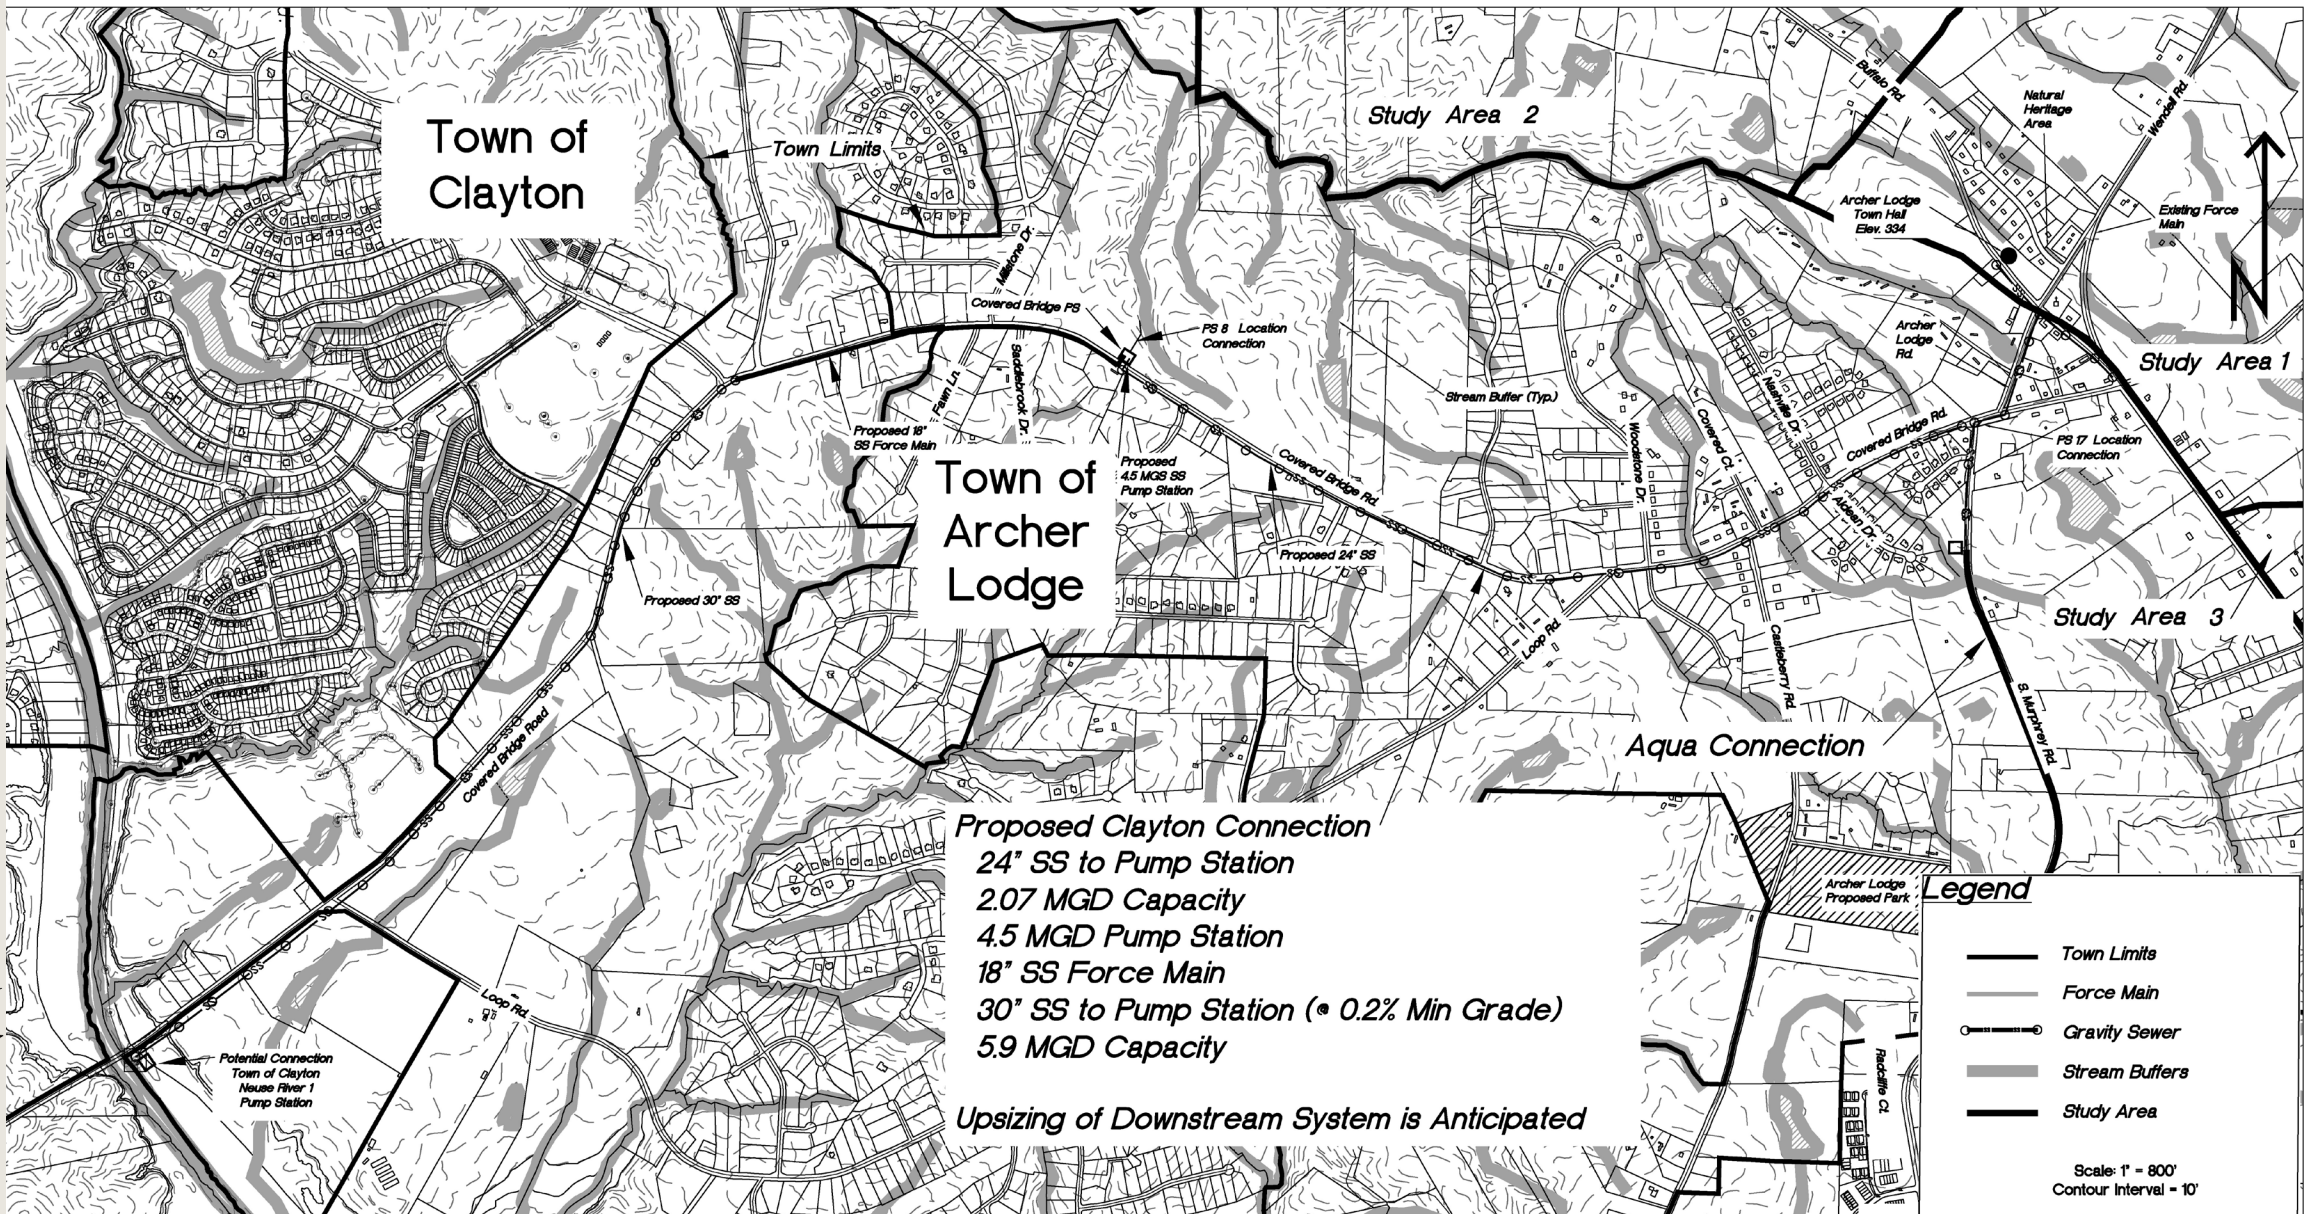 Town of
Clayton
Town Limits
Study Area 2
Buffalo Rd.
Natural
Heritage
Area
Wendell Rd.
Archer Lodge
Town Hall
Elev. 334
Existing Force
Main
N
Millstone Dr.
Covered Bridge PS
PS 8 Location
Connection
Archer
Lodge
Rd.
Study Area 1
Fawn Ln.
Saddlebrook Dr.
Stream Buffer (Typ.)
Nashville Dr.
Covered Ct.
Woodstone Dr.
Covered Bridge Rd.
Proposed 18"
SS Force Main
PS 17 Location
Connection
Town of
Archer
Lodge
Proposed
4.5 MGS SS
Pump Station
Covered Bridge Rd.
Aidean Dr.
Proposed 24" SS
Proposed 30" SS
Study Area 3
Loop Rd.
Castleberry Rd.
S. Murphrey Rd.
Covered Bridge Road
Aqua Connection
Proposed Clayton Connection
24" SS to Pump Station
2.07 MGD Capacity
4.5 MGD Pump Station
18" SS Force Main
30" SS to Pump Station (@ 0.2% Min Grade)
5.9 MGD Capacity
Upsizing of Downstream System is Anticipated
Archer Lodge
Proposed Park
Loop Rd.
Potential Connection
Town of Clayton
Neuse River 1
Pump Station
Radcliffe Ct.
Legend
Town Limits
Force Main
Gravity Sewer
Stream Buffers
Study Area
Scale: 1" = 800'
Contour Interval = 10'